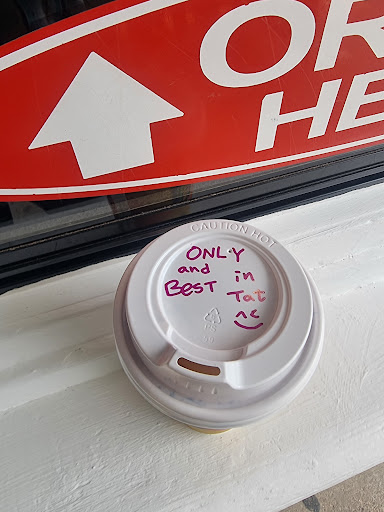 OR
HE
CAUTION HOT
ONLY
and
BEST
in
Tat
^c